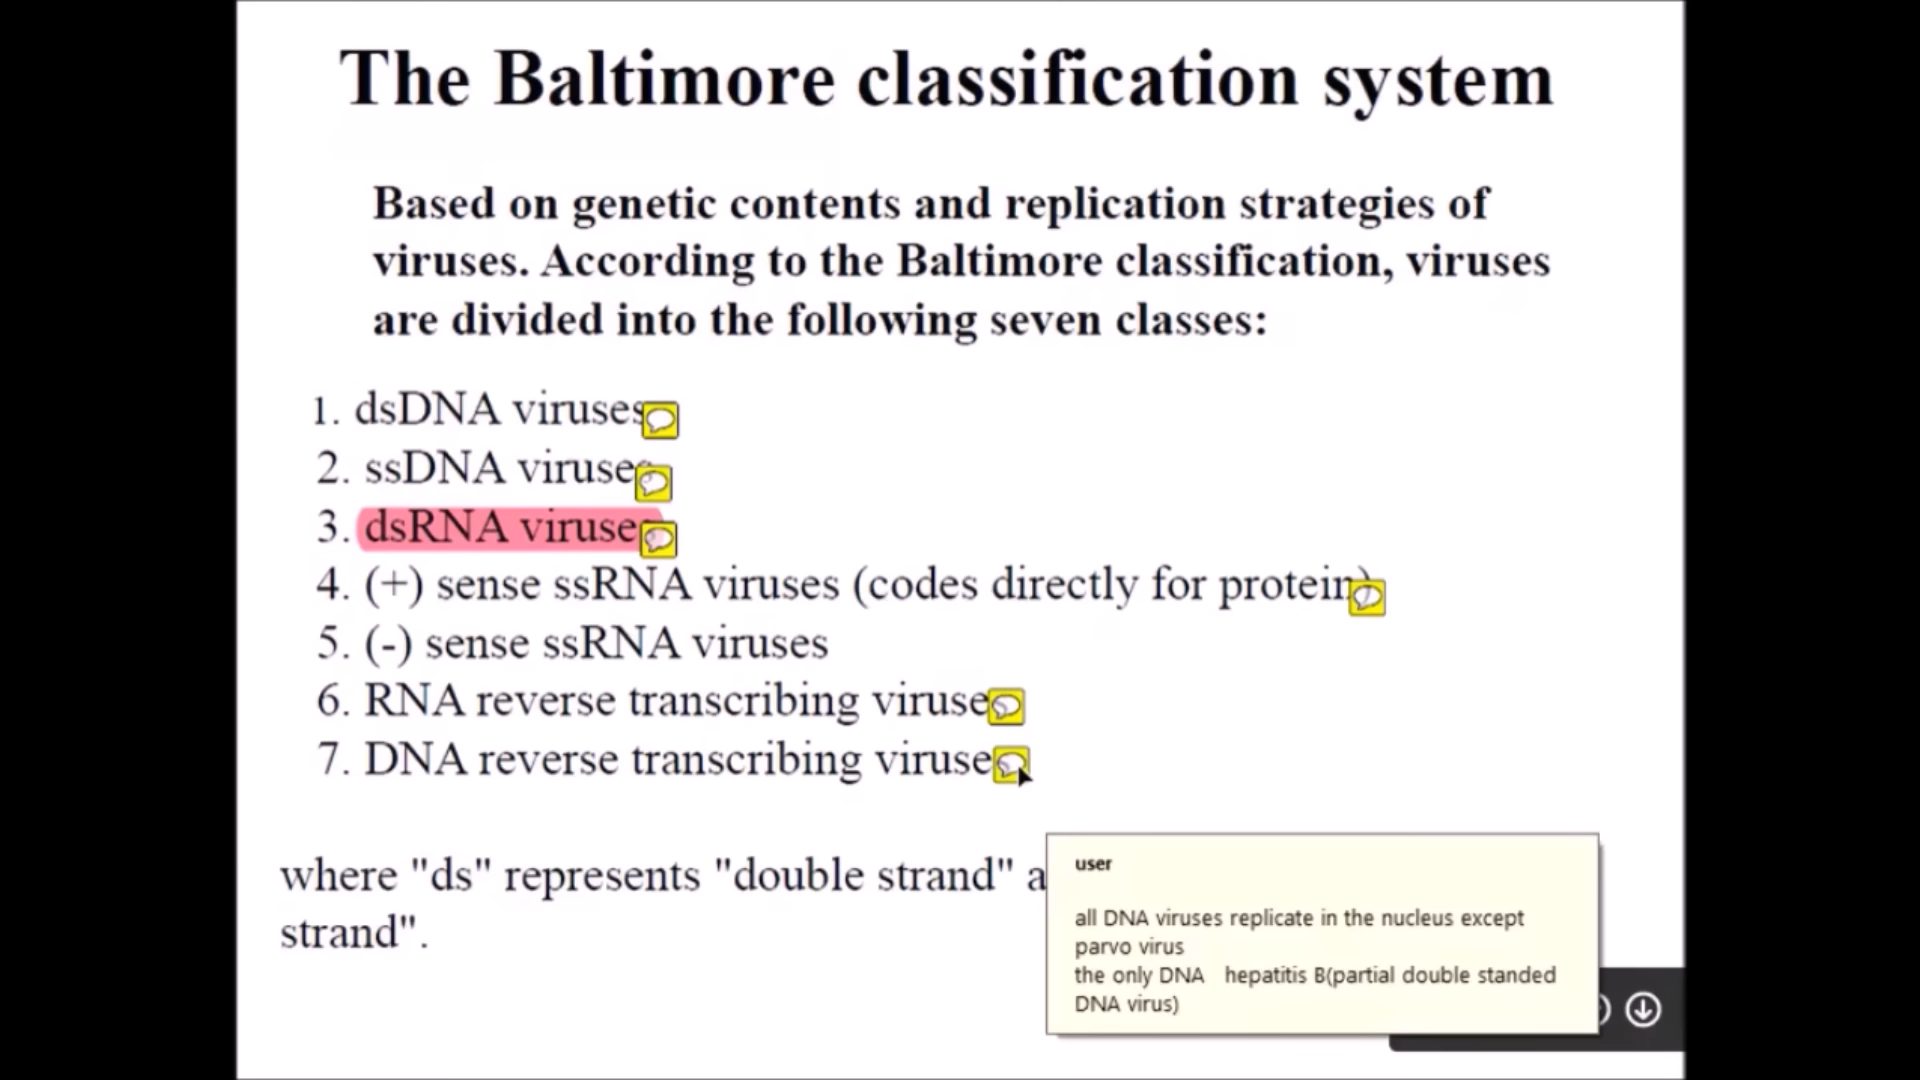 The Baltimore classification system
Based on genetic contents and replication strategies of
viruses. According to the Baltimore classification, viruses
are divided into the following seven classes:
1. dsDNA viruses
2. ssDNA viruses
3. dsRNA viruses
4. (+) sense ssRNA viruses (codes directly for protein)
5. (-) sense ssRNA viruses
6. RNA reverse transcribing viruse
7. DNA reverse transcribing viruse
where "ds" represents "double strand" a
strand".
user
all DNA viruses replicate in the nucleus except
parvo virus
the only DNA hepatitis B(partial double standed
DNA virus)